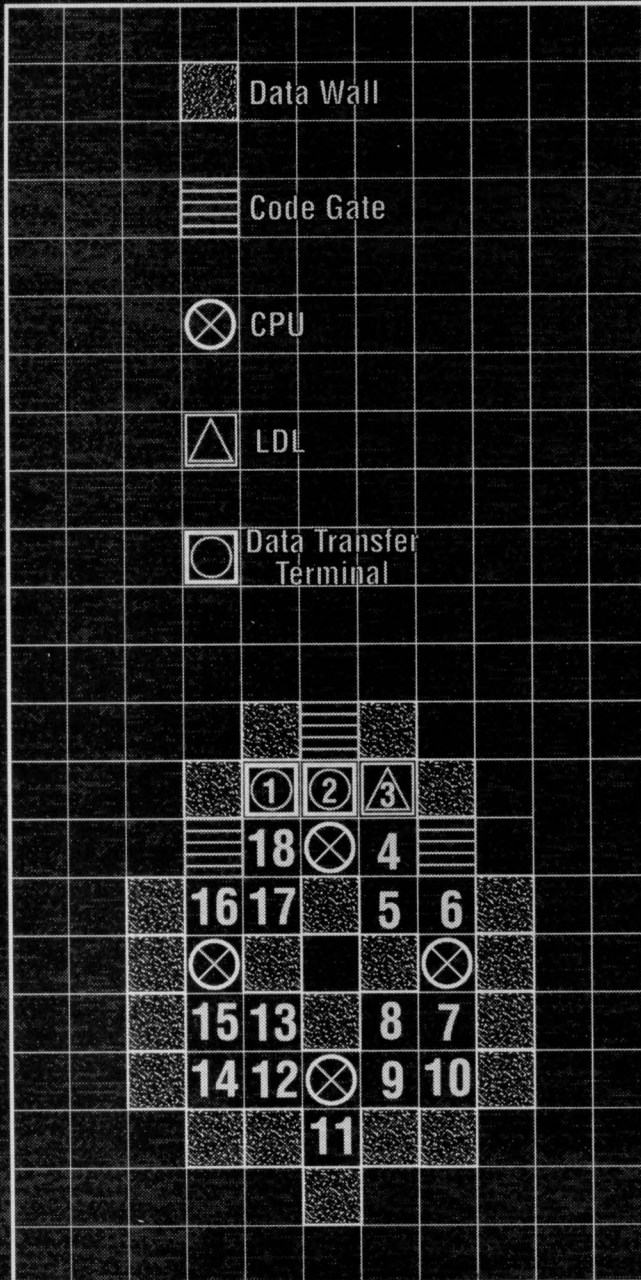 Data Wall
Code Gate
CPU
LDL
Data Transfer
Terminal
1 2 3
18 4
16 17 5 6
15 13 8 7
14 12 9 10
11